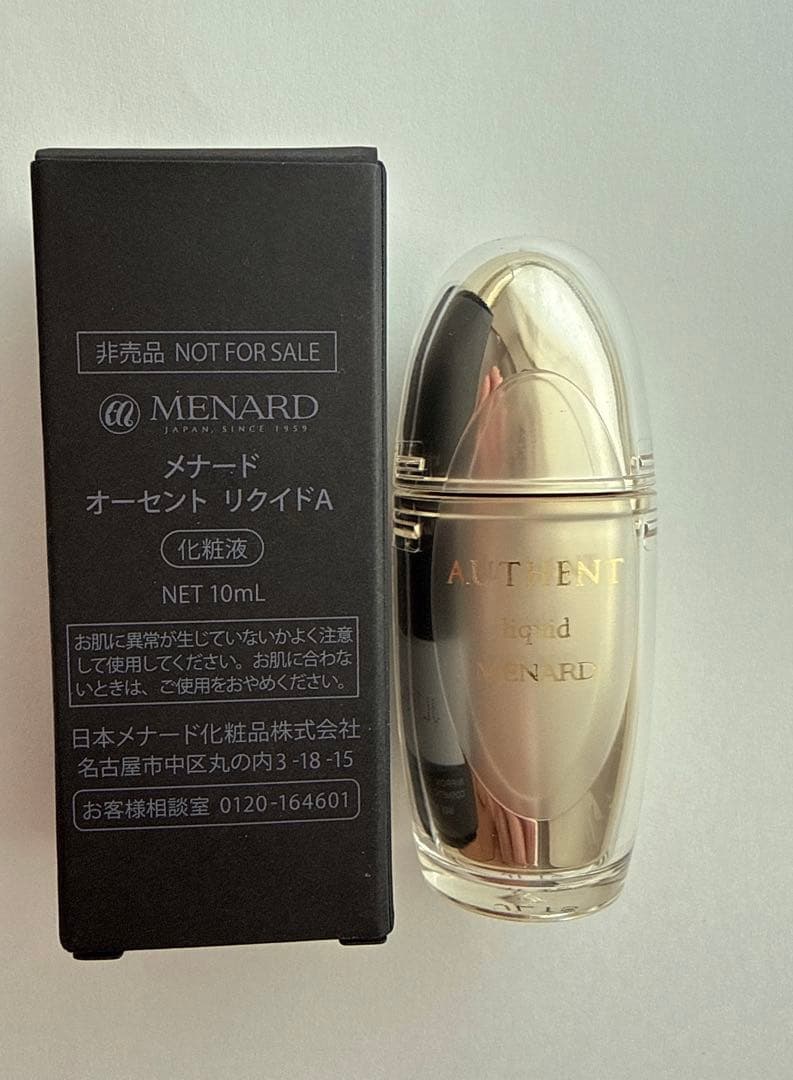 非売品 NOT FOR SALE
MENARD
JAPAN, SINCE 1959
メナード
オーセント リクイドA
化粧液
NET 10mL
お肌に異常が生じていないかよく注意
して使用してください。お肌に合わな
いときは、ご使用をおやめください。
日本メナード化粧品株式会社
名古屋市中区丸の内3-18-15
お客様相談室 0120-164601
AUTHENT
liquid
MENARD